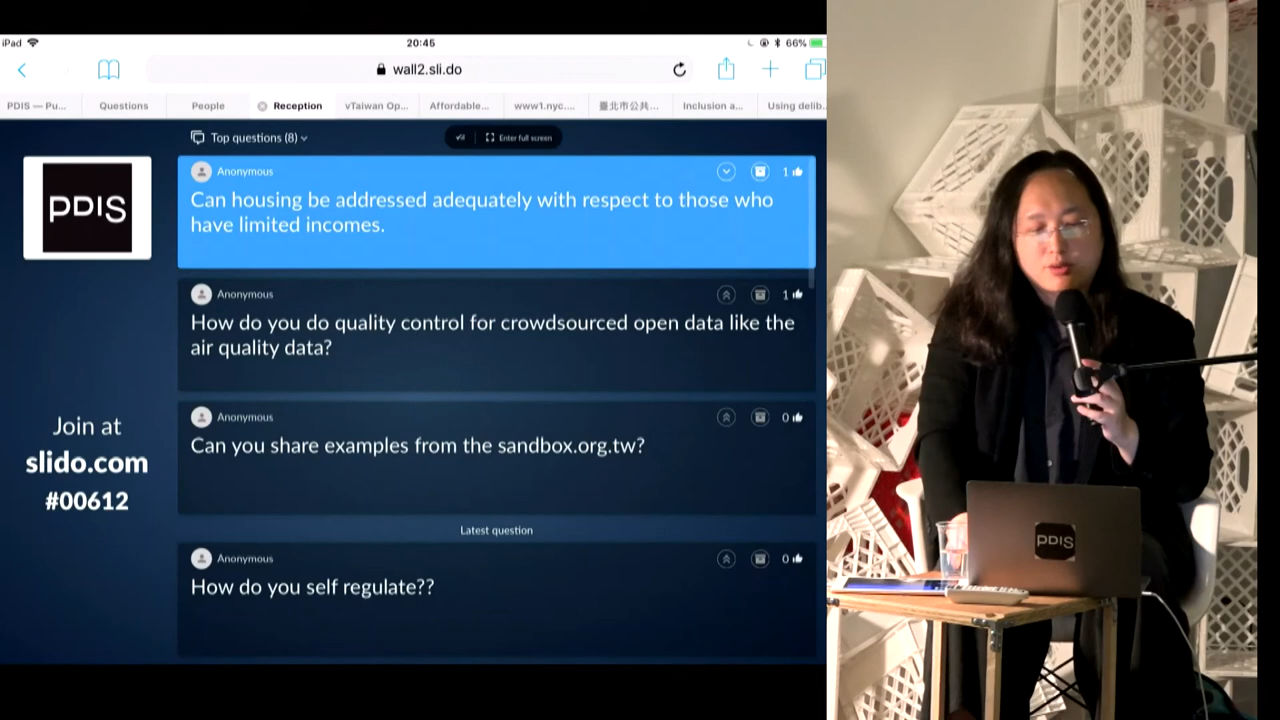 iPad
20:45
66%
wall2.sli.do
PDIS — Pu...
Questions
People
Reception
vTaiwan Op...
Affordable...
www1.nyc....
臺北市公共...
Inclusion a...
Using delib..
Top questions (8)
Enter full screen
PDIS
Anonymous
1
Can housing be addressed adequately with respect to those who
have limited incomes.
Anonymous
1
How do you do quality control for crowdsourced open data like the
air quality data?
Anonymous
0
Can you share examples from the sandbox.org.tw?
Join at
slido.com
#00612
Latest question
Anonymous
0
How do you self regulate??
PDIS